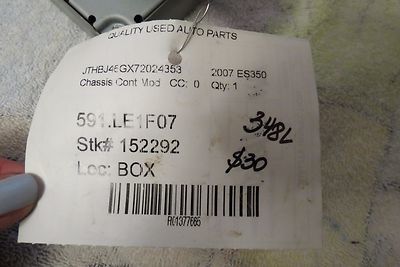 QUALITY USED AUTO PARTS
JTHBJ46GX72024353 2007 ES350
Chassis Cont Mod CC: 0 Qty: 1
591.LE1F07 348L
Stk# 152292
Loc: BOX $30
R01377665